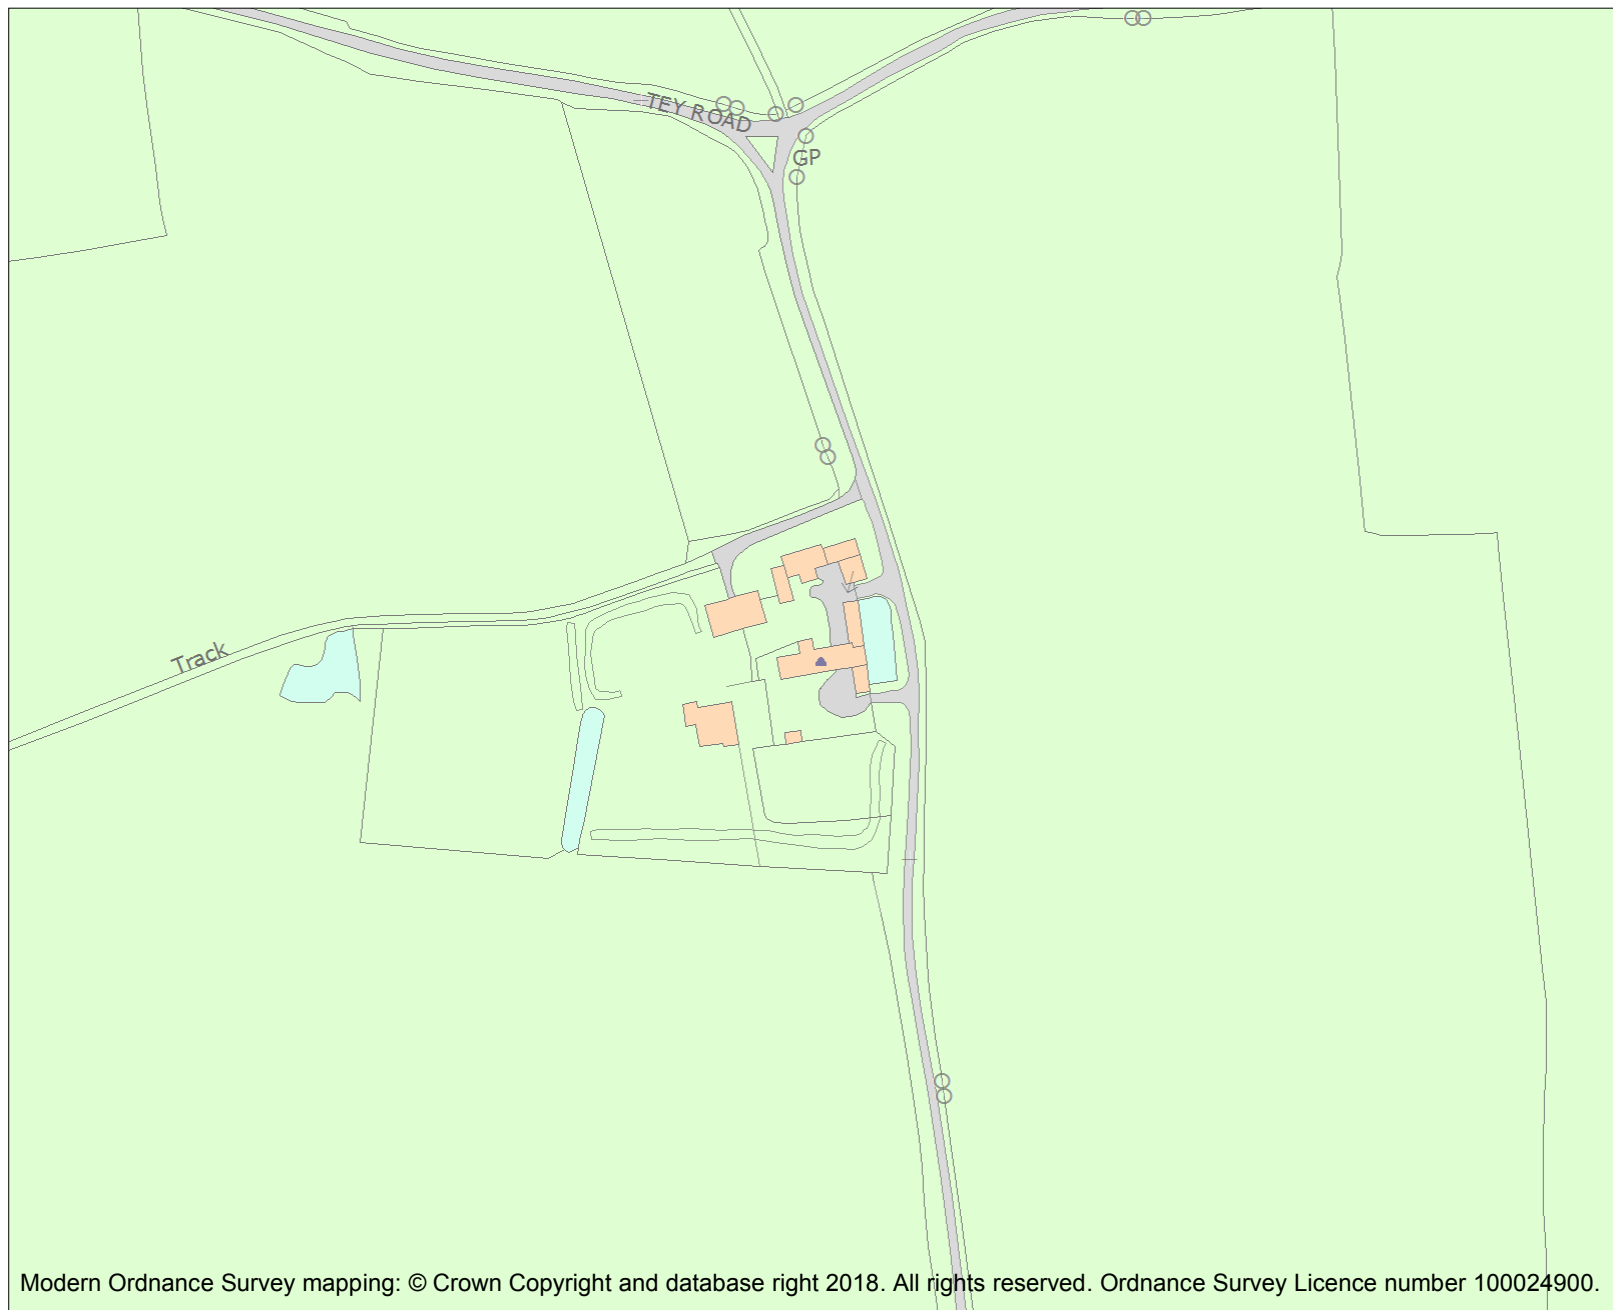 TEY ROAD
GP
Track
Modern Ordnance Survey mapping: © Crown Copyright and database right 2018. All rights reserved. Ordnance Survey Licence number 100024900.